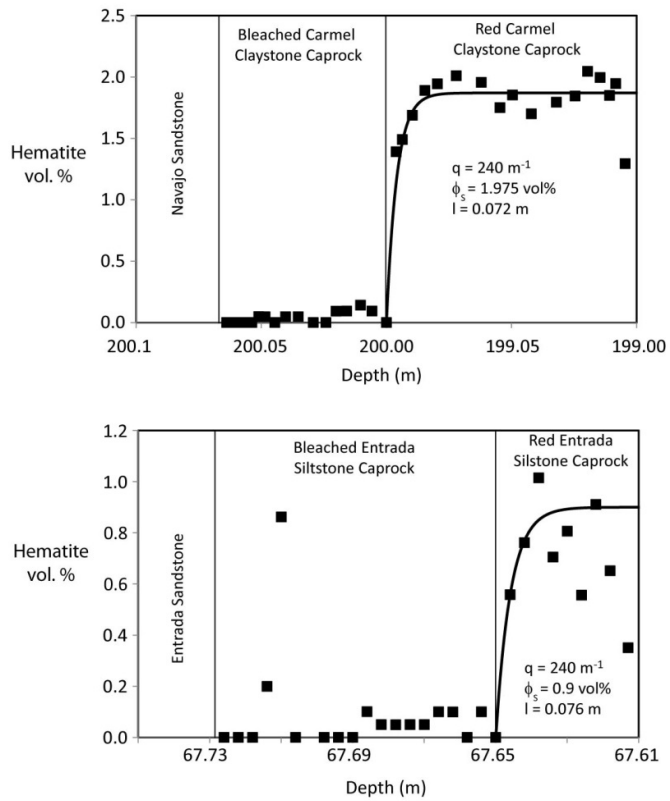 2.5
2.0
1.5
1.0
0.5
0.0
Hematite
vol. %
Navajo Sandstone
Bleached Carmel
Claystone Caprock
Red Carmel
Claystone Caprock
q = 240 m⁻¹
ϕₛ = 1.975 vol%
l = 0.072 m
200.1 200.05 200.00 199.05 199.00
Depth (m)
1.2
1.0
0.8
0.6
0.4
0.2
0.0
Hematite
vol. %
Entrada Sandstone
Bleached Entrada
Siltstone Caprock
Red Entrada
Silstone Caprock
q = 240 m⁻¹
ϕₛ = 0.9 vol%
l = 0.076 m
67.73 67.69 67.65 67.61
Depth (m)